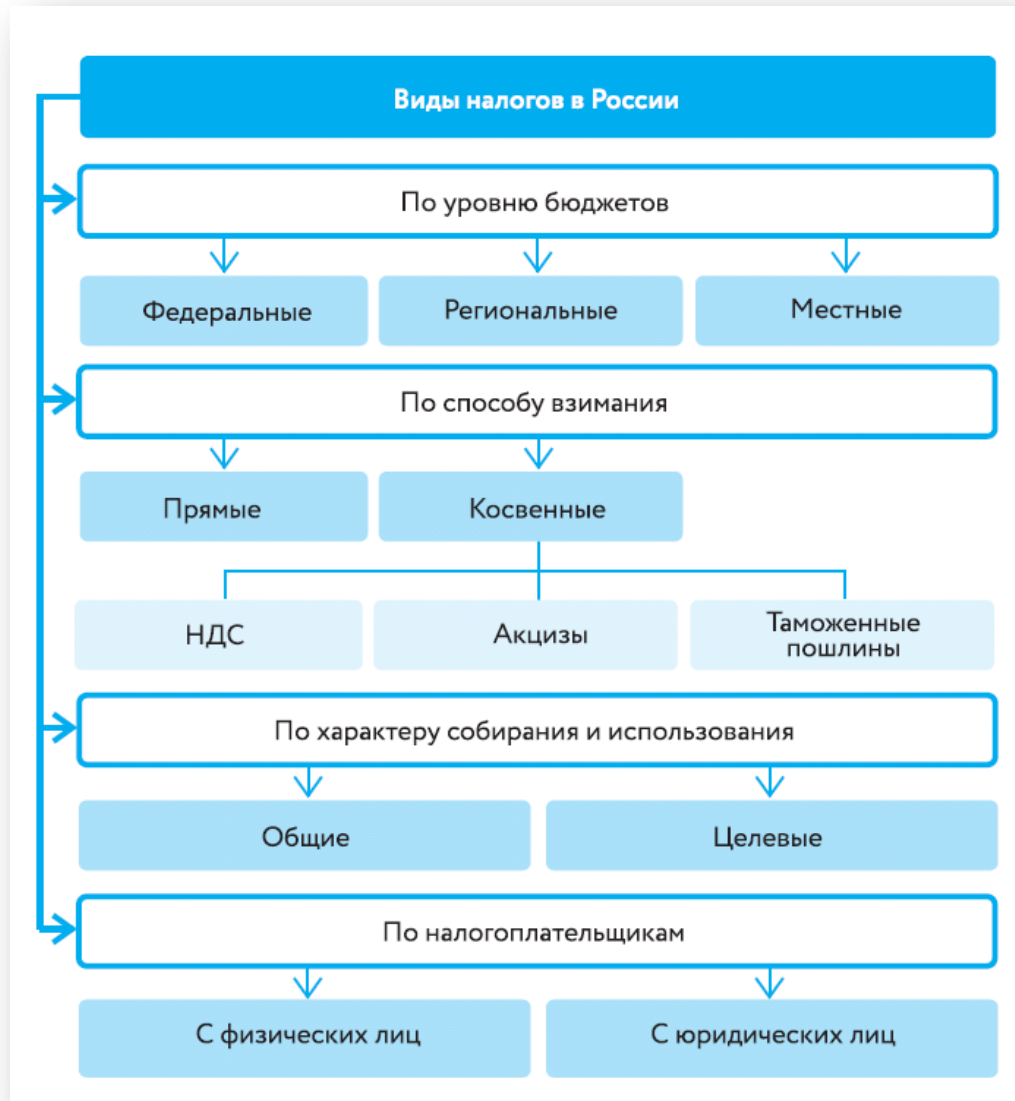 Виды налогов в России
По уровню бюджетов
Федеральные
Региональные
Местные
По способу взимания
Прямые
Косвенные
НДС
Акцизы
Таможенные
пошлины
По характеру собирания и использования
Общие
Целевые
По налогоплательщикам
С физических лиц
С юридических лиц